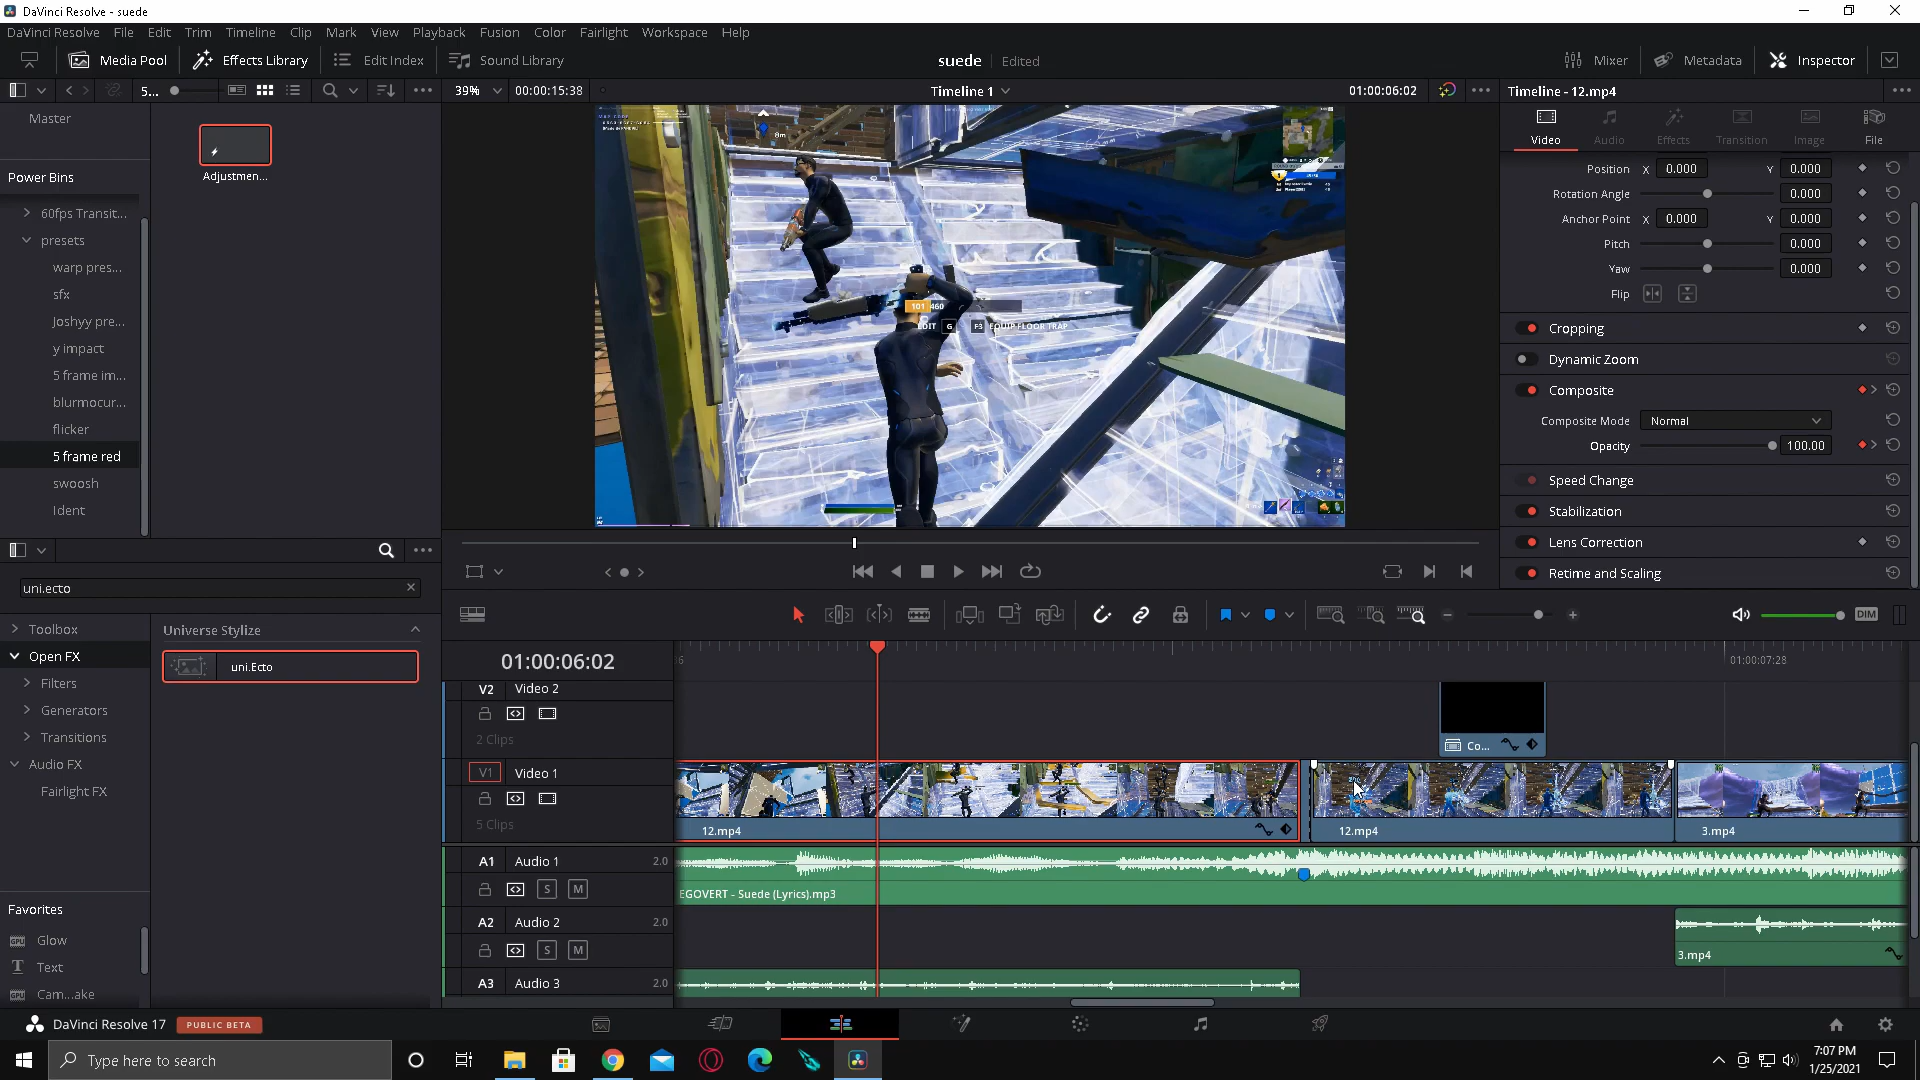 DaVinci Resolve - suede
DaVinci Resolve File Edit Trim Timeline Clip Mark View Playback Fusion Color Fairlight Workspace Help
Media Pool Effects Library Edit Index Sound Library suede Edited Mixer Metadata Inspector
5... 39% 00:00:15:38 Timeline 1 01:00:06:02 Timeline - 12.mp4
Master
Adjustmen...
Power Bins
60fps Transit...
presets
warp pres...
sfx
Joshyy pre...
y impact
5 frame im...
blurmocur...
flicker
5 frame red
swoosh
Ident
8m
101 460
EDIT G F3 EQUIP FLOOR TRAP
Video Audio Effects Transition Image File
Position X 0.000 Y 0.000
Rotation Angle 0.000
Anchor Point X 0.000 Y 0.000
Pitch 0.000
Yaw 0.000
Flip
Cropping
Dynamic Zoom
Composite
Composite Mode Normal
Opacity 100.00
Speed Change
Stabilization
Lens Correction
Retime and Scaling
uni.ecto
Toolbox
Open FX
Filters
Generators
Transitions
Audio FX
Fairlight FX
Universe Stylize
uni.Ecto
Favorites
Glow
Text
Cam...ake
DIM
01:00:06:02
01:00:07:28
V2 Video 2
2 Clips
Co...
V1 Video 1
5 Clips
12.mp4 12.mp4 3.mp4
A1 Audio 1 2.0
S M
EGOVERT - Suede (Lyrics).mp3
A2 Audio 2 2.0
S M
3.mp4
A3 Audio 3 2.0
DaVinci Resolve 17 PUBLIC BETA
Type here to search
7:07 PM
1/25/2021